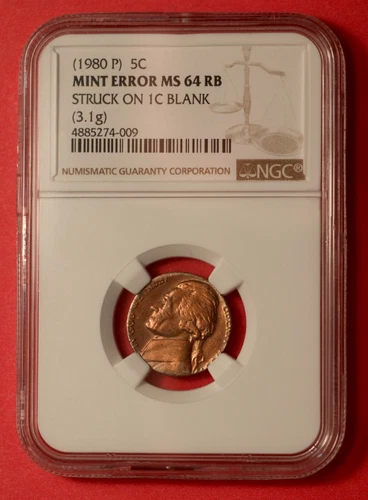 (1980 P) 5C
MINT ERROR MS 64 RB
STRUCK ON 1C BLANK
(3.1g)
4885274-009
NUMISMATIC GUARANTY CORPORATION
NGC®